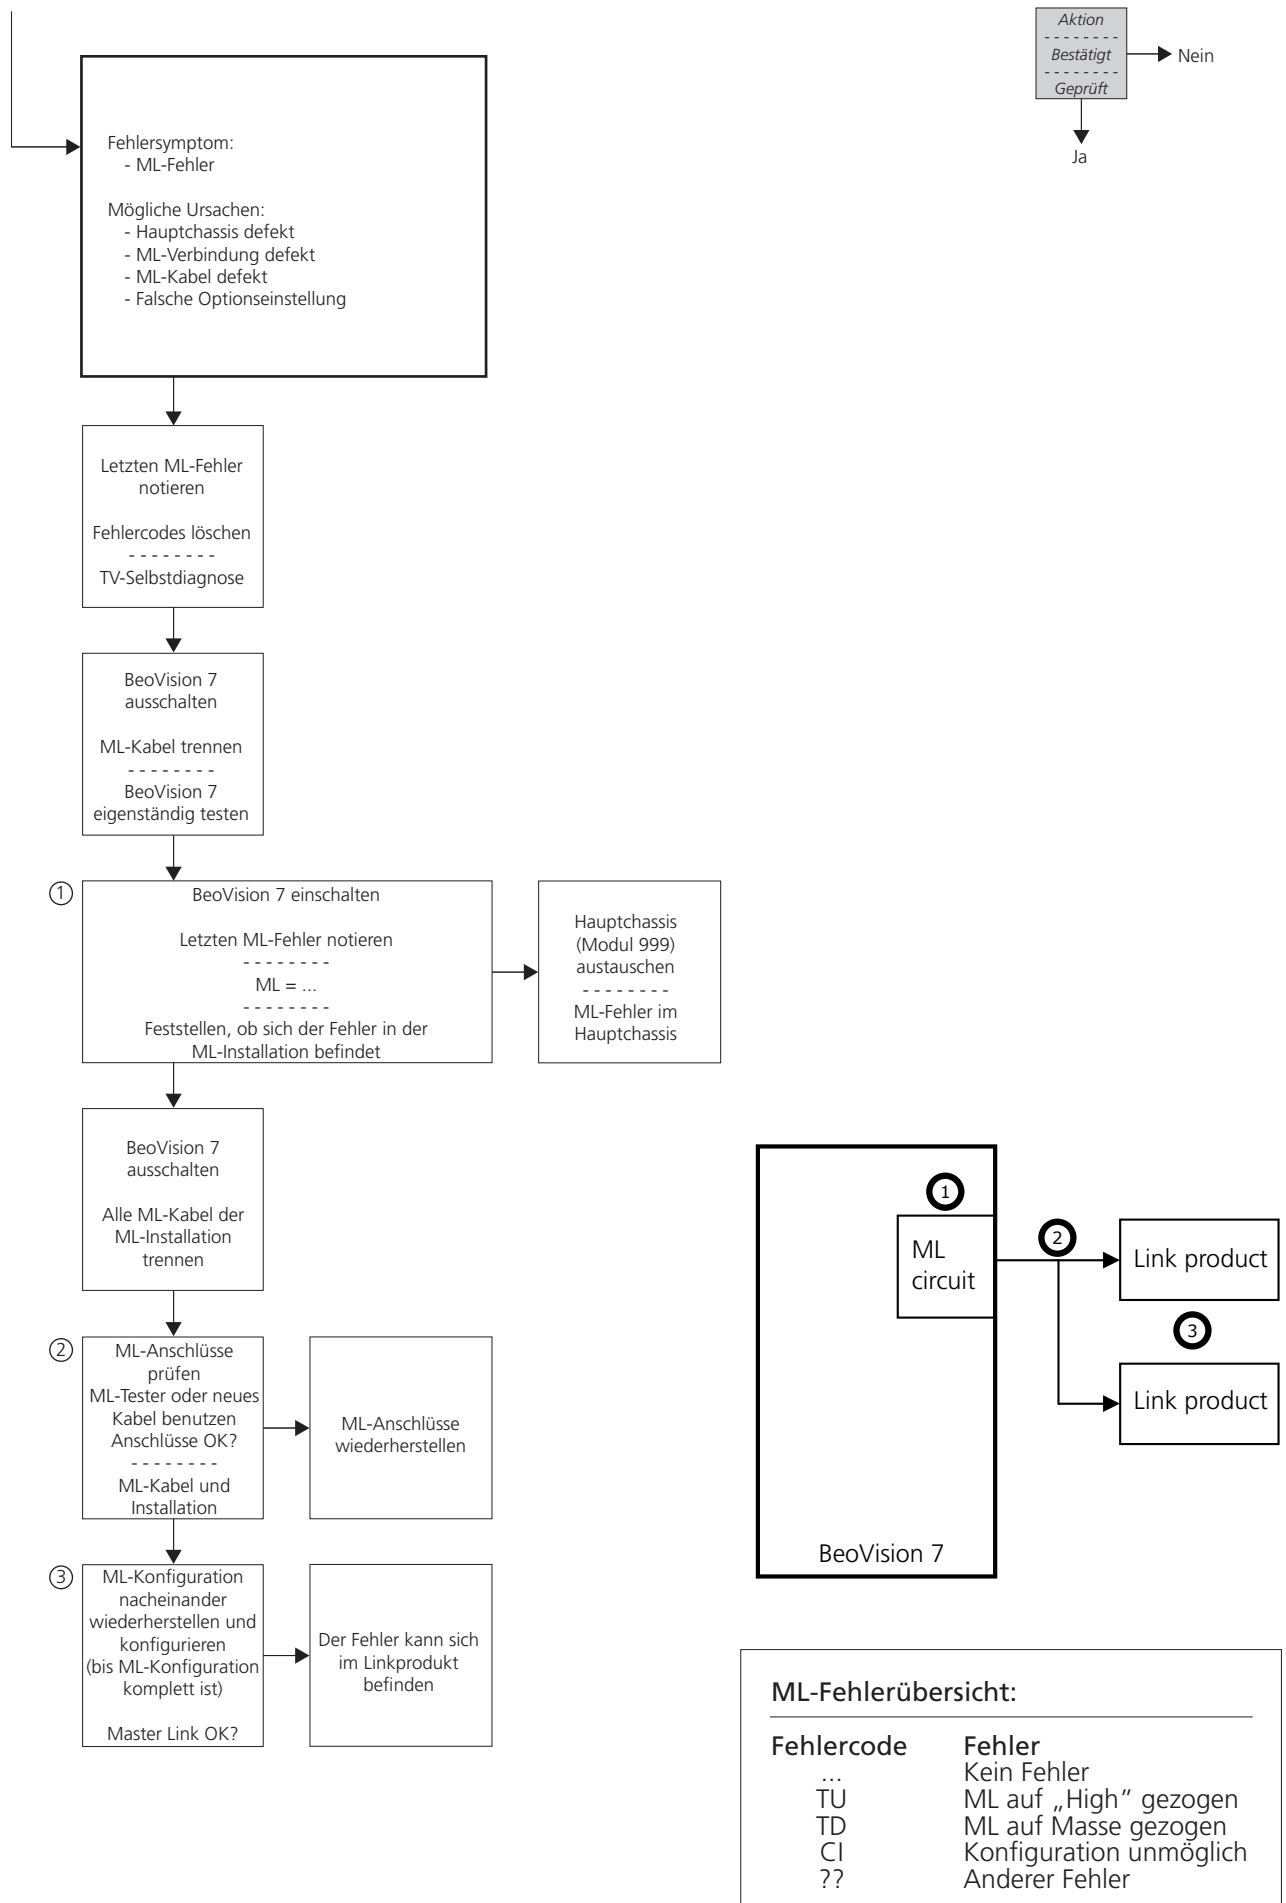 Aktion
- - - - - - - -
Bestätigt
- - - - - - - -
Geprüft
Nein
Ja
Fehlersymptom:
- ML-Fehler
Mögliche Ursachen:
- Hauptchassis defekt
- ML-Verbindung defekt
- ML-Kabel defekt
- Falsche Optionseinstellung
Letzten ML-Fehler
notieren
Fehlercodes löschen
- - - - - - - -
TV-Selbstdiagnose
BeoVision 7
ausschalten
ML-Kabel trennen
- - - - - - - -
BeoVision 7
eigenständig testen
1
BeoVision 7 einschalten
Letzten ML-Fehler notieren
- - - - - - - -
ML = ...
- - - - - - - -
Feststellen, ob sich der Fehler in der
ML-Installation befindet
Hauptchassis
(Modul 999)
austauschen
- - - - - - - -
ML-Fehler im
Hauptchassis
BeoVision 7
ausschalten
Alle ML-Kabel der
ML-Installation
trennen
2
ML-Anschlüsse
prüfen
ML-Tester oder neues
Kabel benutzen
Anschlüsse OK?
- - - - - - - -
ML-Kabel und
Installation
ML-Anschlüsse
wiederherstellen
3
ML-Konfiguration
nacheinander
wiederherstellen und
konfigurieren
(bis ML-Konfiguration
komplett ist)
Master Link OK?
Der Fehler kann sich
im Linkprodukt
befinden
1
ML
circuit
2
Link product
3
Link product
BeoVision 7
ML-Fehlerübersicht:
Fehlercode Fehler
... Kein Fehler
TU ML auf „High” gezogen
TD ML auf Masse gezogen
CI Konfiguration unmöglich
?? Anderer Fehler